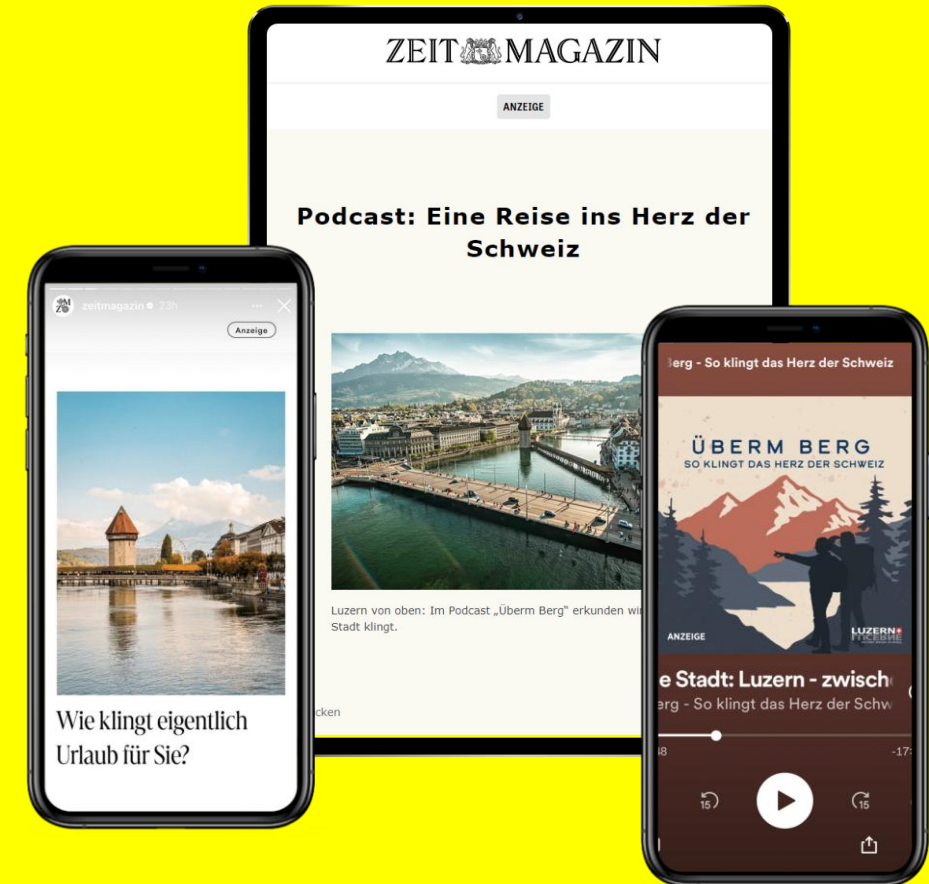 ZEIT MAGAZIN
ANZEIGE
Podcast: Eine Reise ins Herz der
Schweiz
Luzern von oben: Im Podcast „Überm Berg“ erkunden
Stadt klingt.
zeitmagazin 23h
Anzeige
Wie klingt eigentlich
Urlaub für Sie?
Berg - So klingt das Herz der Schweiz
ÜBERM BERG
SO KLINGT DAS HERZ DER SCHWEIZ
ANZEIGE
LUZERN
e Stadt: Luzern - zwisch
erg - So klingt das Herz der Schw
15
15